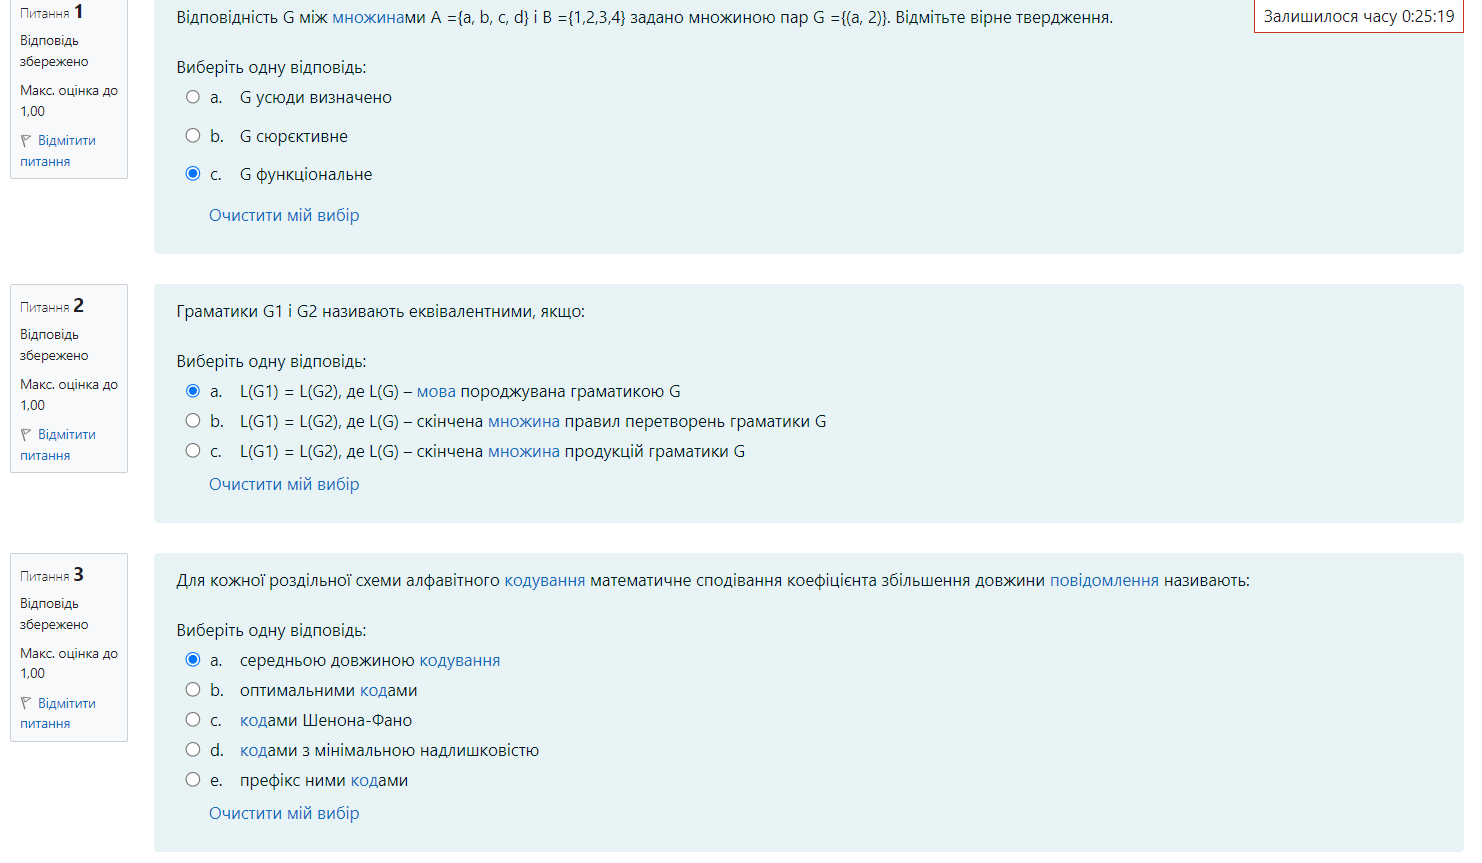 Питання 1
Відповідь
збережено
Макс. оцінка до
1,00
Відмітити
питання
Відповідність G між множинами A ={a, b, c, d} і B ={1,2,3,4} задано множиною пар G ={(a, 2)}. Відмітьте вірне твердження.
Залишилося часу 0:25:19
Виберіть одну відповідь:
a. G усюди визначено
b. G сюрєктивне
c. G функціональне
Очистити мій вибір
Питання 2
Відповідь
збережено
Макс. оцінка до
1,00
Відмітити
питання
Граматики G1 і G2 називають еквівалентними, якщо:
Виберіть одну відповідь:
a. L(G1) = L(G2), де L(G) – мова породжувана граматикою G
b. L(G1) = L(G2), де L(G) – скінчена множина правил перетворень граматики G
c. L(G1) = L(G2), де L(G) – скінчена множина продукцій граматики G
Очистити мій вибір
Питання 3
Відповідь
збережено
Макс. оцінка до
1,00
Відмітити
питання
Для кожної роздільної схеми алфавітного кодування математичне сподівання коефіцієнта збільшення довжини повідомлення називають:
Виберіть одну відповідь:
a. середньою довжиною кодування
b. оптимальними кодами
c. кодами Шенона-Фано
d. кодами з мінімальною надлишковістю
e. префікс ними кодами
Очистити мій вибір